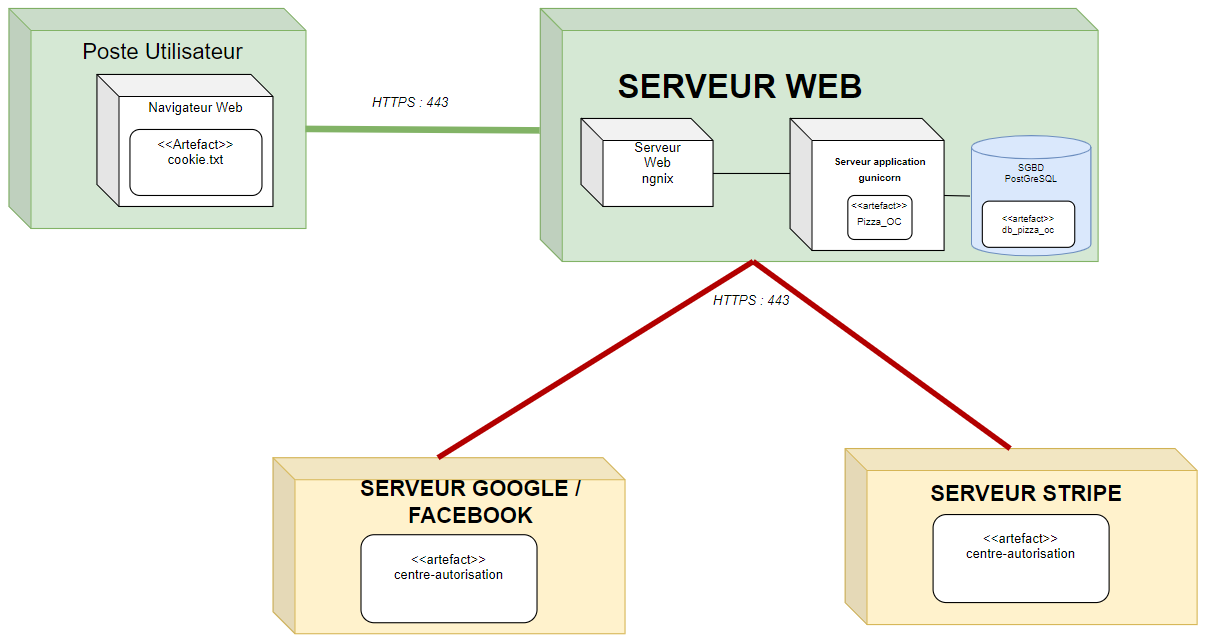 Poste Utilisateur
Navigateur Web
<<Artefact>>
cookie.txt
HTTPS : 443
SERVEUR WEB
Serveur
Web
ngnix
Serveur application
gunicorn
<<artefact>>
Pizza_OC
SGBD
PostGreSQL
<<artefact>>
db_pizza_oc
HTTPS : 443
SERVEUR GOOGLE /
FACEBOOK
<<artefact>>
centre-autorisation
SERVEUR STRIPE
<<artefact>>
centre-autorisation